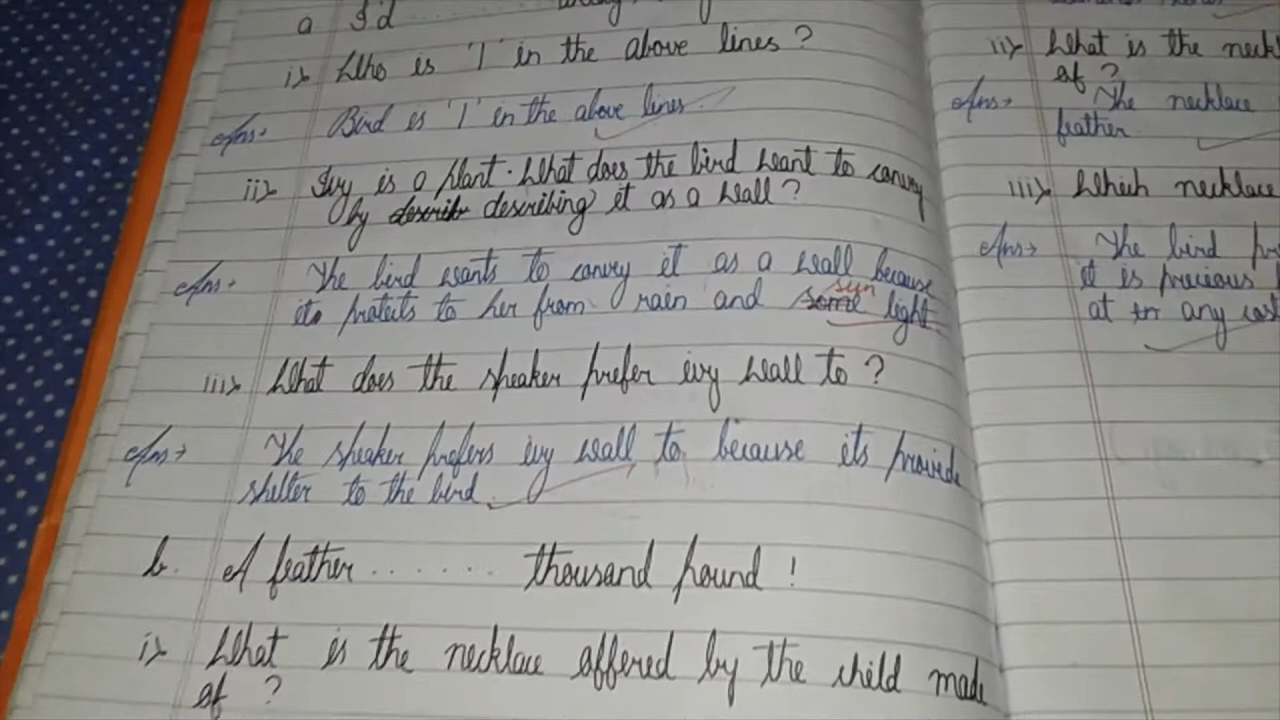 a I'd
i> Who is 'I' in the above lines?
Ans→ Bird is 'I' in the above lines.
ii> Ivy is a plant. What does the bird want to convey
by describing it as a wall?
Ans→ The bird wants to convey it as a wall because
its protects to her from rain and some sun light.
iii> What does the speaker prefer ivy wall to?
Ans→ The speaker prefers ivy wall to because its provide
shelter to the bird.
b. A feather ...... thousand pound!
i> What is the necklace offered by the child made
of?
ii> What is the neck
of?
Ans→ The necklace
feather
iii> Which necklace
Ans→ The bird pr
it is precious
at any cost